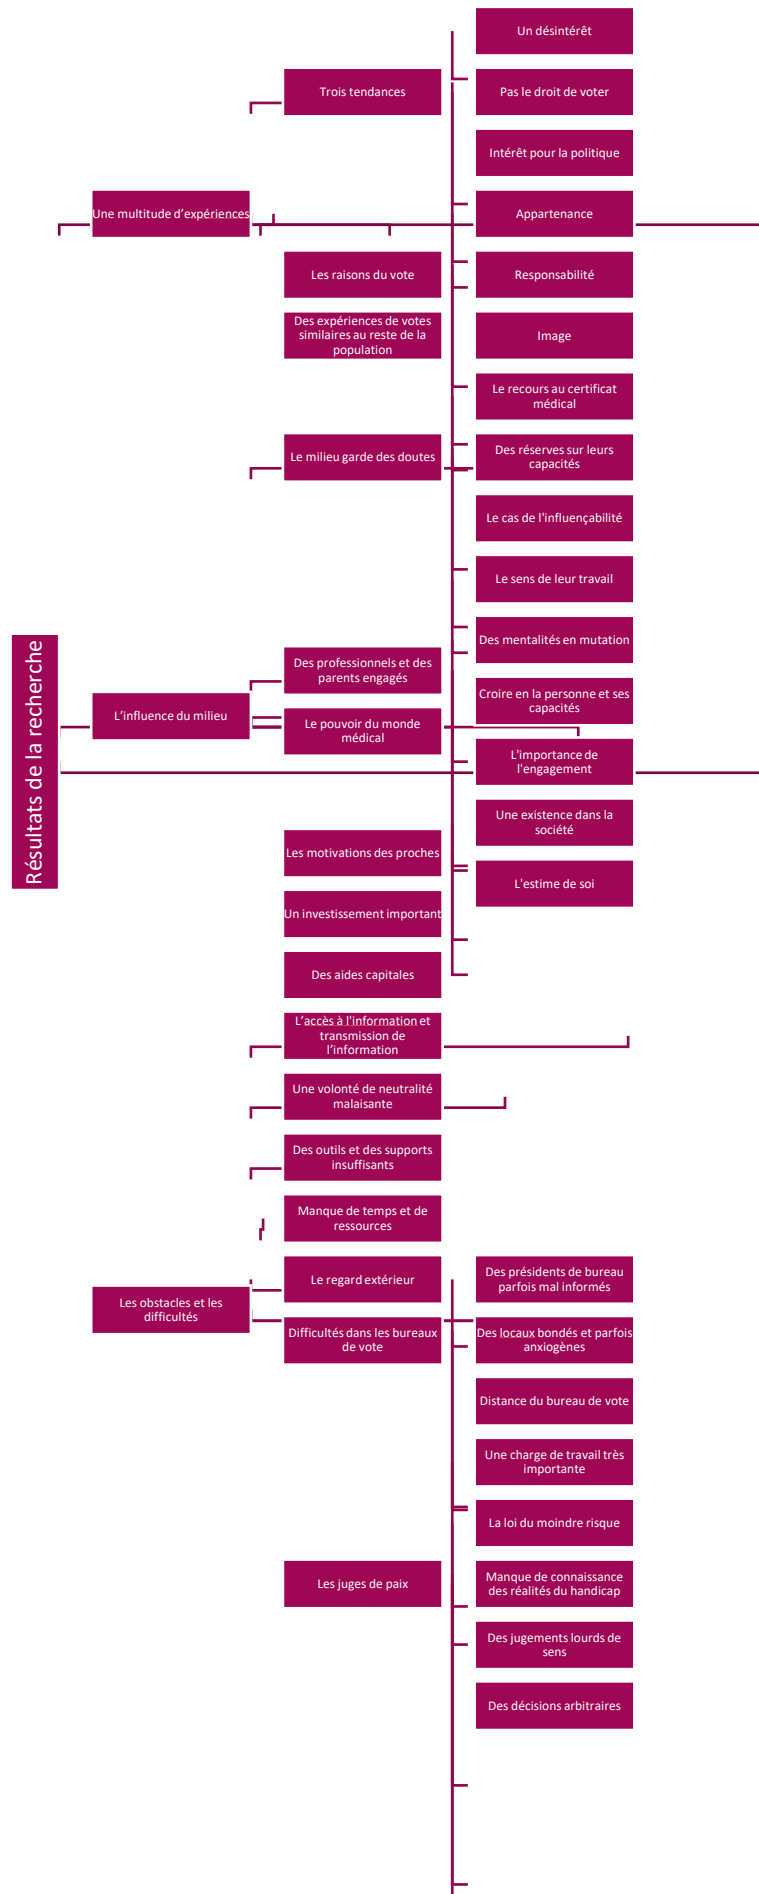 Un désintérêt
Trois tendances
Pas le droit de voter
Intérêt pour la politique
Une multitude d'expériences
Appartenance
Les raisons du vote
Responsabilité
Des expériences de votes
similaires au reste de la
population
Image
Le recours au certificat
médical
Le milieu garde des doutes
Des réserves sur leurs
capacités
Le cas de l'influençabilité
Le sens de leur travail
Des mentalités en mutation
Résultats de la recherche
Des professionnels et des
parents engagés
Croire en la personne et ses
capacités
L'influence du milieu
Le pouvoir du monde
médical
L'importance de
l'engagement
Une existence dans la
société
Les motivations des proches
L'estime de soi
Un investissement important
Des aides capitales
L'accès à l'information et
transmission de
l'information
Une volonté de neutralité
malaisante
Des outils et des supports
insuffisants
Manque de temps et de
ressources
Le regard extérieur
Des présidents de bureau
parfois mal informés
Les obstacles et les
difficultés
Difficultés dans les bureaux
de vote
Des locaux bondés et parfois
anxiogènes
Distance du bureau de vote
Une charge de travail très
importante
La loi du moindre risque
Les juges de paix
Manque de connaissance
des réalités du handicap
Des jugements lourds de
sens
Des décisions arbitraires